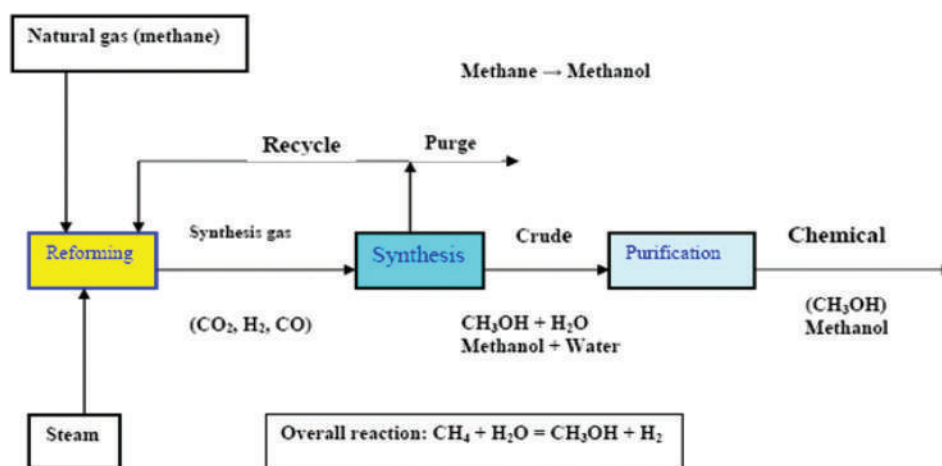 Natural gas (methane)
Methane → Methanol
Recycle
Purge
Synthesis gas
Crude
Chemical
Reforming
Synthesis
Purification
(CO₂, H₂, CO)
CH₃OH + H₂O
Methanol + Water
(CH₃OH)
Methanol
Steam
Overall reaction: CH₄ + H₂O = CH₃OH + H₂